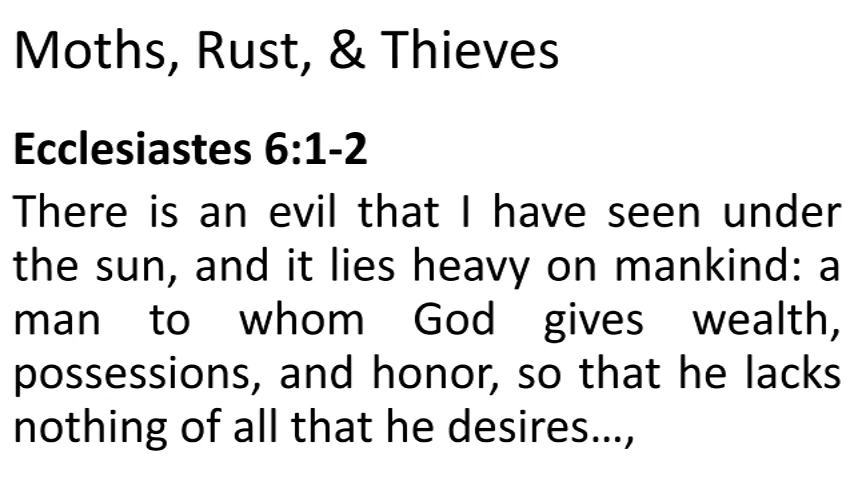 Moths, Rust, & Thieves
Ecclesiastes 6:1-2
There is an evil that I have seen under
the sun, and it lies heavy on mankind: a
man to whom God gives wealth,
possessions, and honor, so that he lacks
nothing of all that he desires…,